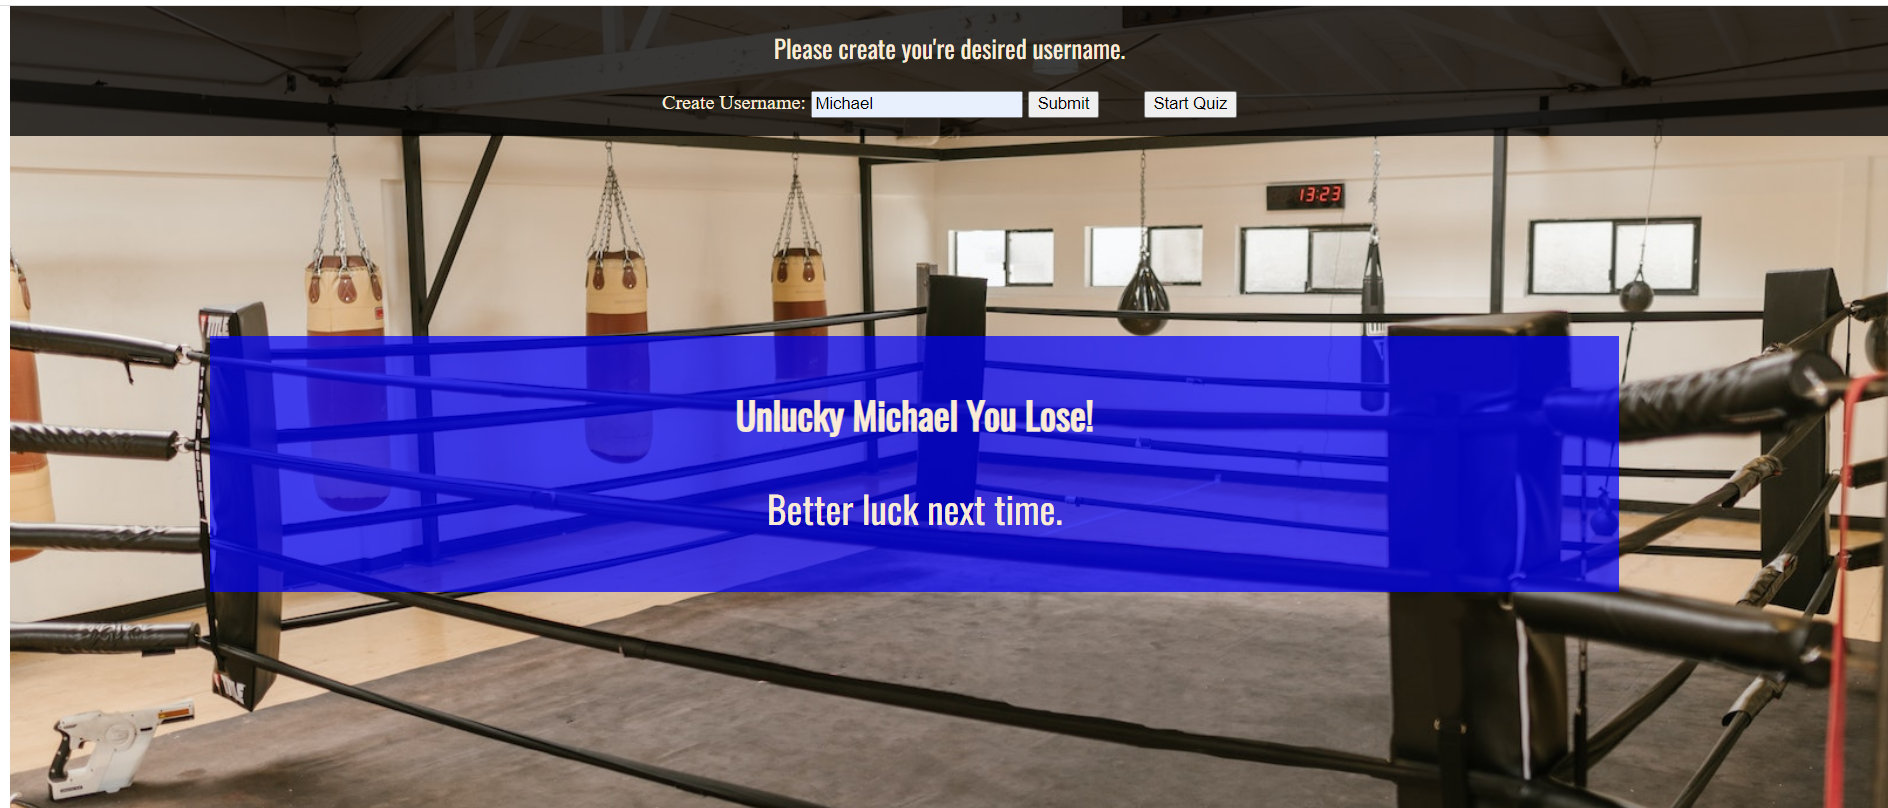 Please create you're desired username.
Create Username: Michael Submit Start Quiz
13:23
TITLE
Unlucky Michael You Lose!
Better luck next time.